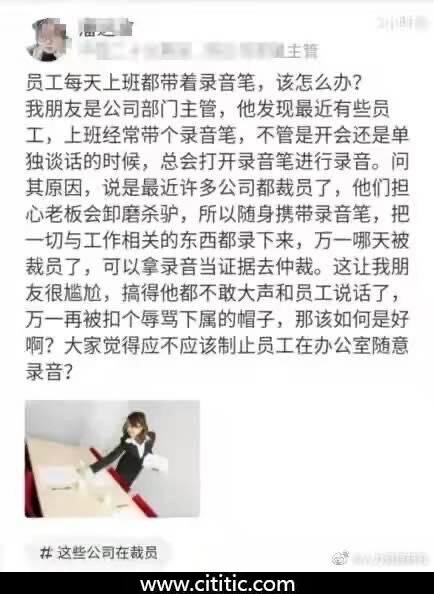 主管
员工每天上班都带着录音笔，该怎么办？
我朋友是公司部门主管，他发现最近有些员
工，上班经常带个录音笔，不管是开会还是单
独谈话的时候，总会打开录音笔进行录音。问
其原因，说是最近许多公司都裁员了，他们担
心老板会卸磨杀驴，所以随身携带录音笔，把
一切与工作相关的东西都录下来，万一哪天被
裁员了，可以拿录音当证据去仲裁。这让我朋
友很尴尬，搞得他都不敢大声和员工说话了，
万一再被扣个辱骂下属的帽子，那该如何是好
啊？大家觉得应不应该制止员工在办公室随意
录音？
# 这些公司在裁员
www.cititic.com